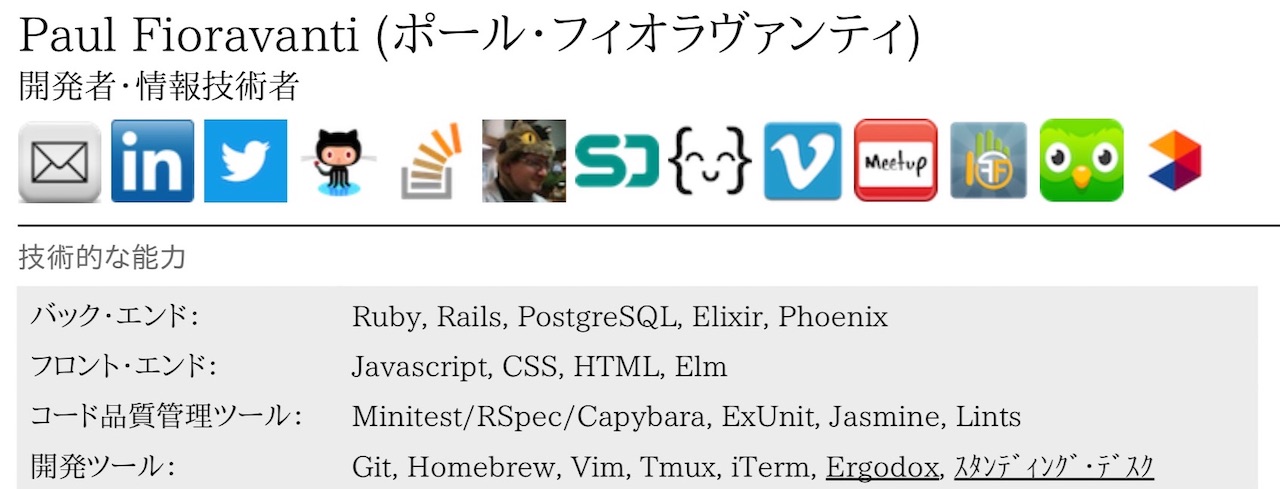 Paul Fioravanti (ポール・フィオラヴァンティ)
開発者・情報技術者
in SD {} Meetup
技術的な能力
バック・エンド: Ruby, Rails, PostgreSQL, Elixir, Phoenix
フロント・エンド: Javascript, CSS, HTML, Elm
コード品質管理ツール: Minitest/RSpec/Capybara, ExUnit, Jasmine, Lints
開発ツール: Git, Homebrew, Vim, Tmux, iTerm, Ergodox, ｽﾀﾝﾃﾞｨﾝｸﾞ・ﾃﾞｽｸ